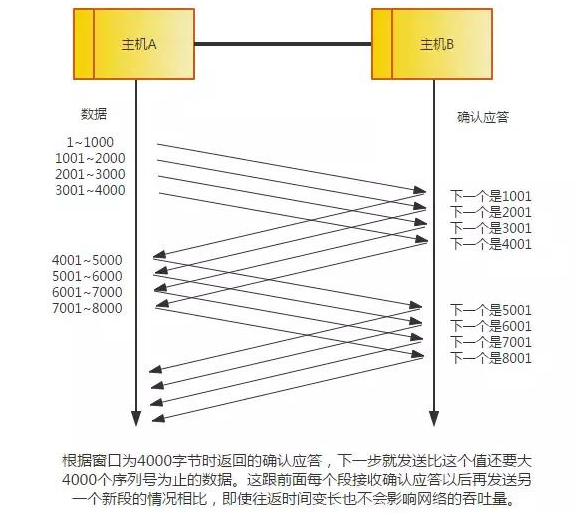 主机A
主机B
数据
确认应答
1~1000
1001~2000
2001~3000
3001~4000
下一个是1001
下一个是2001
下一个是3001
下一个是4001
4001~5000
5001~6000
6001~7000
7001~8000
下一个是5001
下一个是6001
下一个是7001
下一个是8001
根据窗口为4000字节时返回的确认应答，下一步就发送比这个值还要大
4000个序列号为止的数据。这跟前面每个段接收确认应答以后再发送另
一个新段的情况相比，即使往返时间变长也不会影响网络的吞吐量。